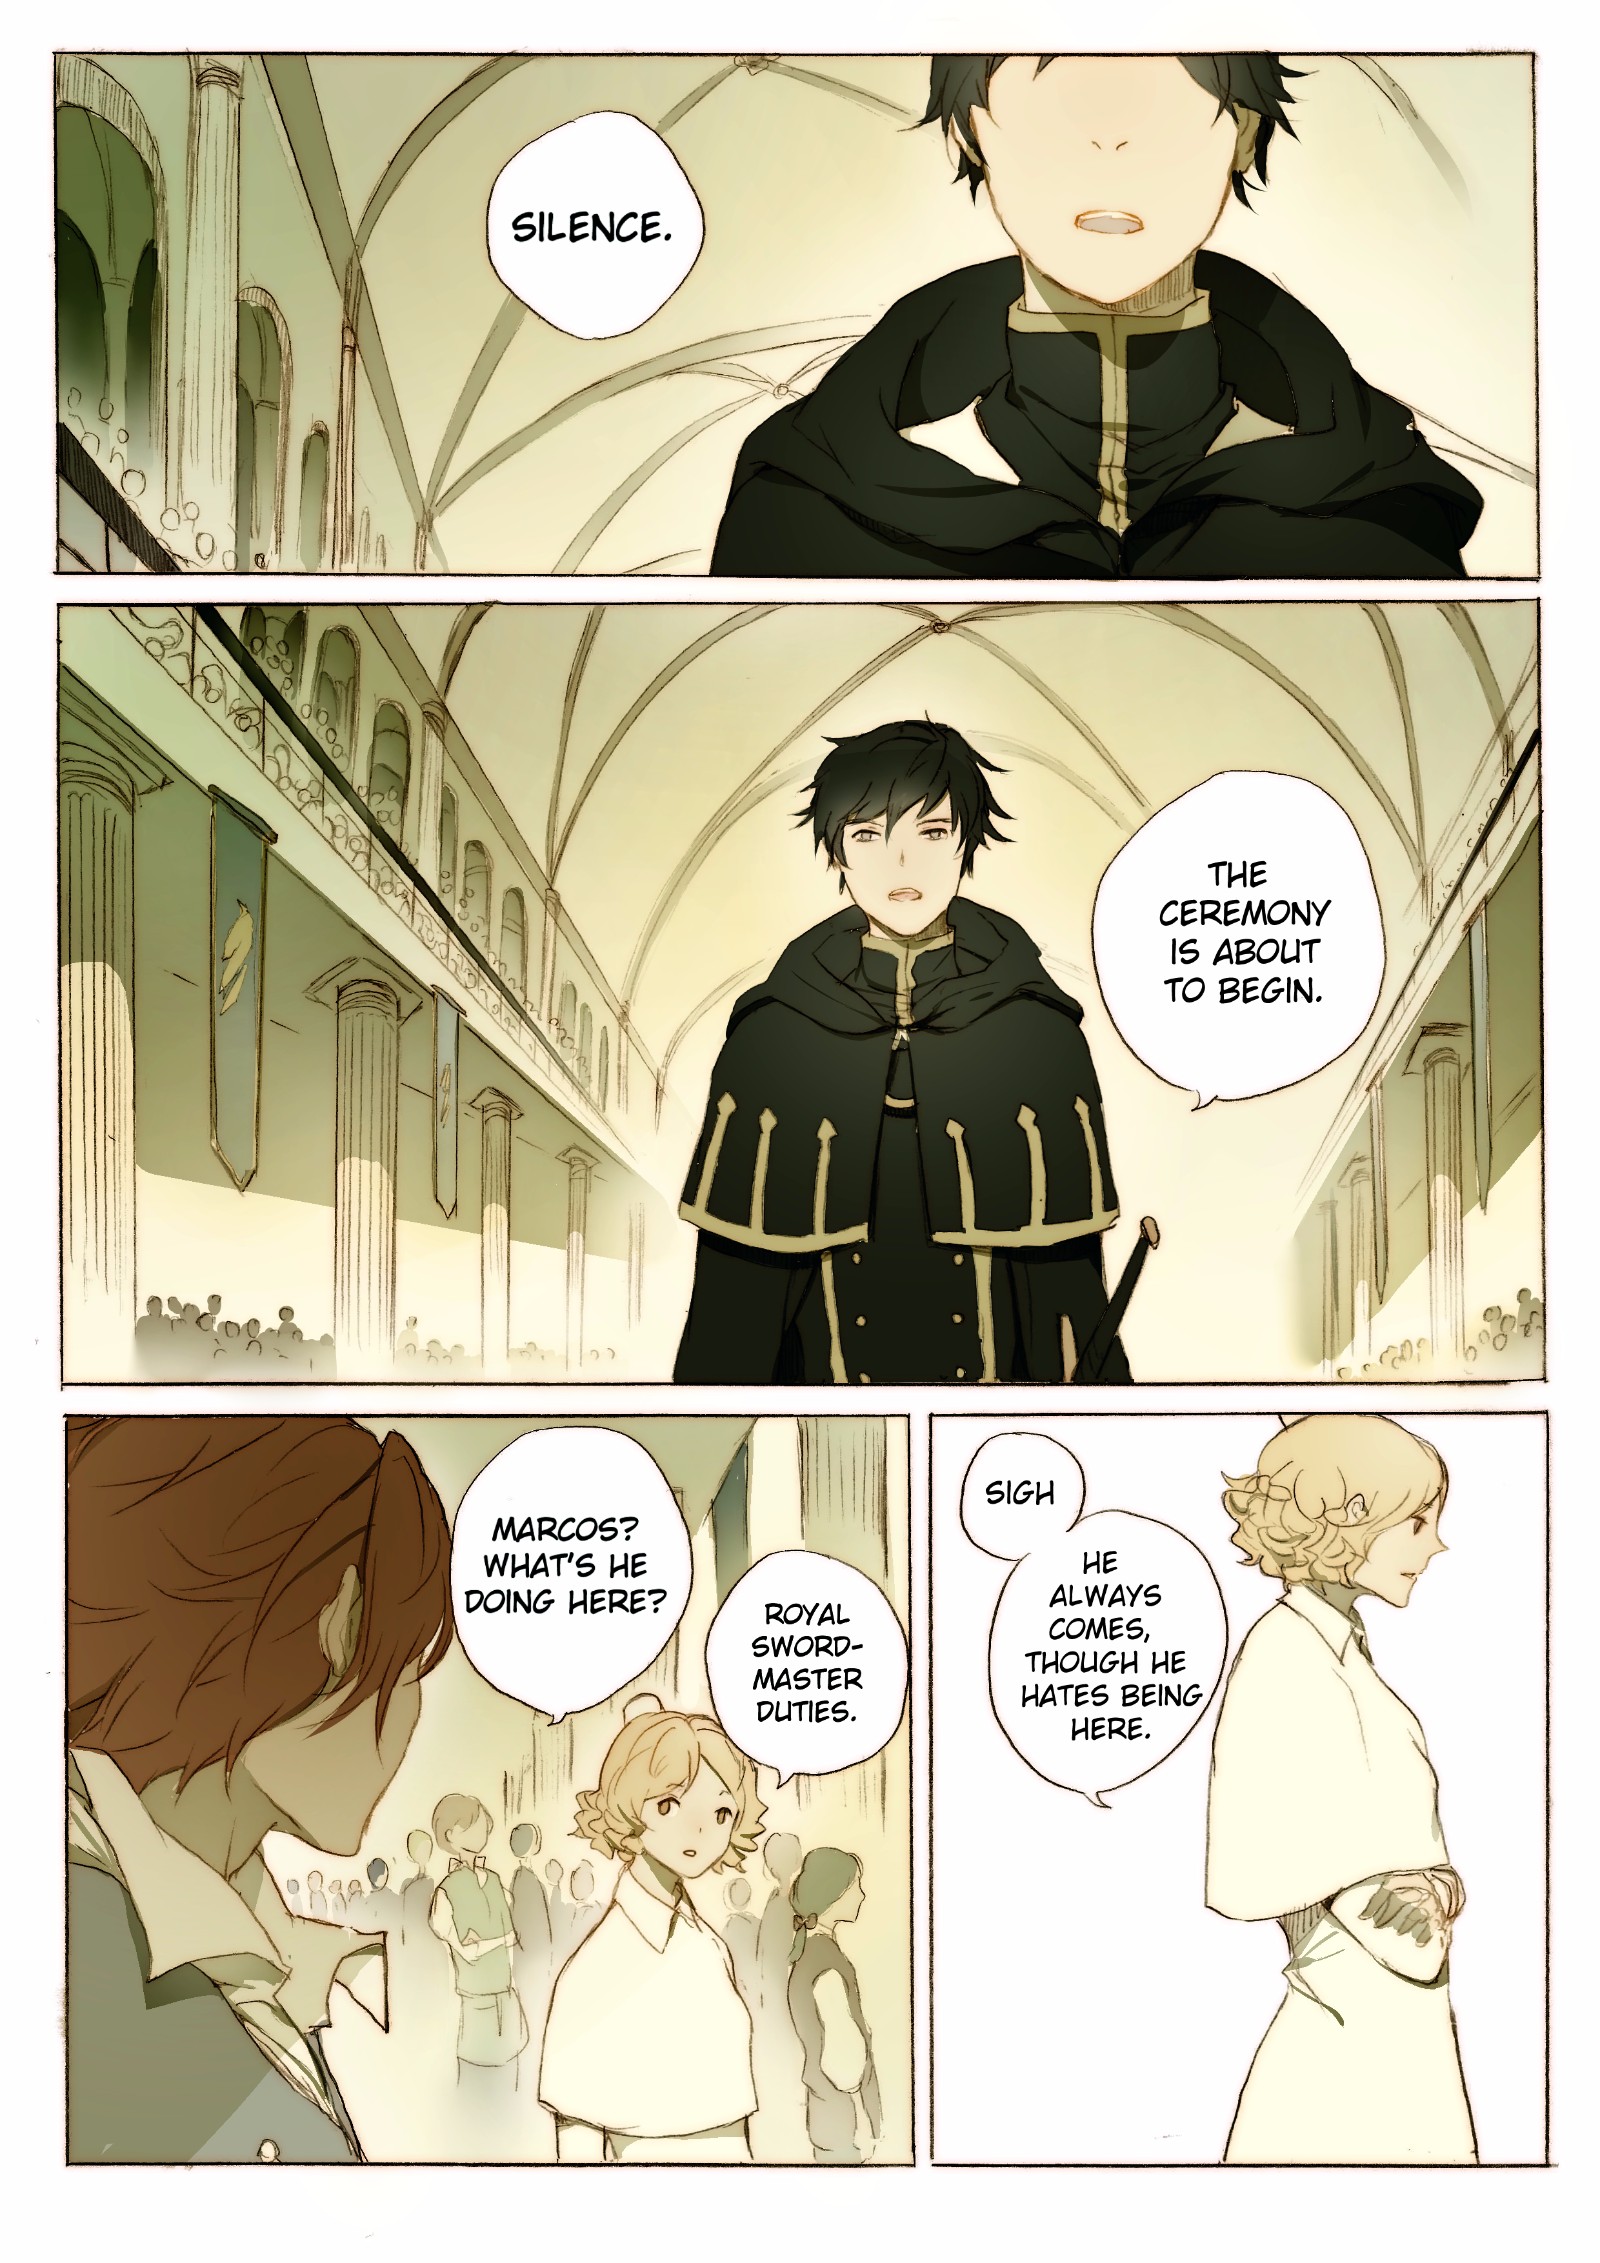 SILENCE.
THE
CEREMONY
IS ABOUT
TO BEGIN.
MARCOS?
WHAT'S HE
DOING HERE?
ROYAL
SWORD-
MASTER
DUTIES.
SIGH
HE
ALWAYS
COMES,
THOUGH HE
HATES BEING
HERE.